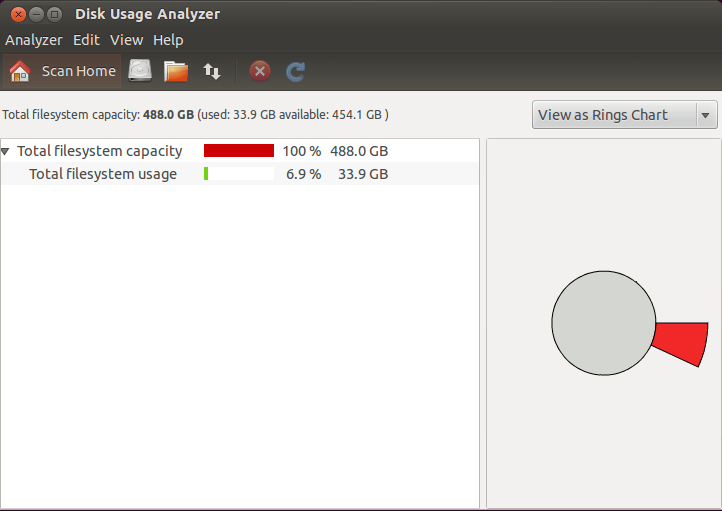 Disk Usage Analyzer
Analyzer Edit View Help
Scan Home
Total filesystem capacity: 488.0 GB (used: 33.9 GB available: 454.1 GB )
View as Rings Chart
Total filesystem capacity 100 % 488.0 GB
Total filesystem usage 6.9 % 33.9 GB